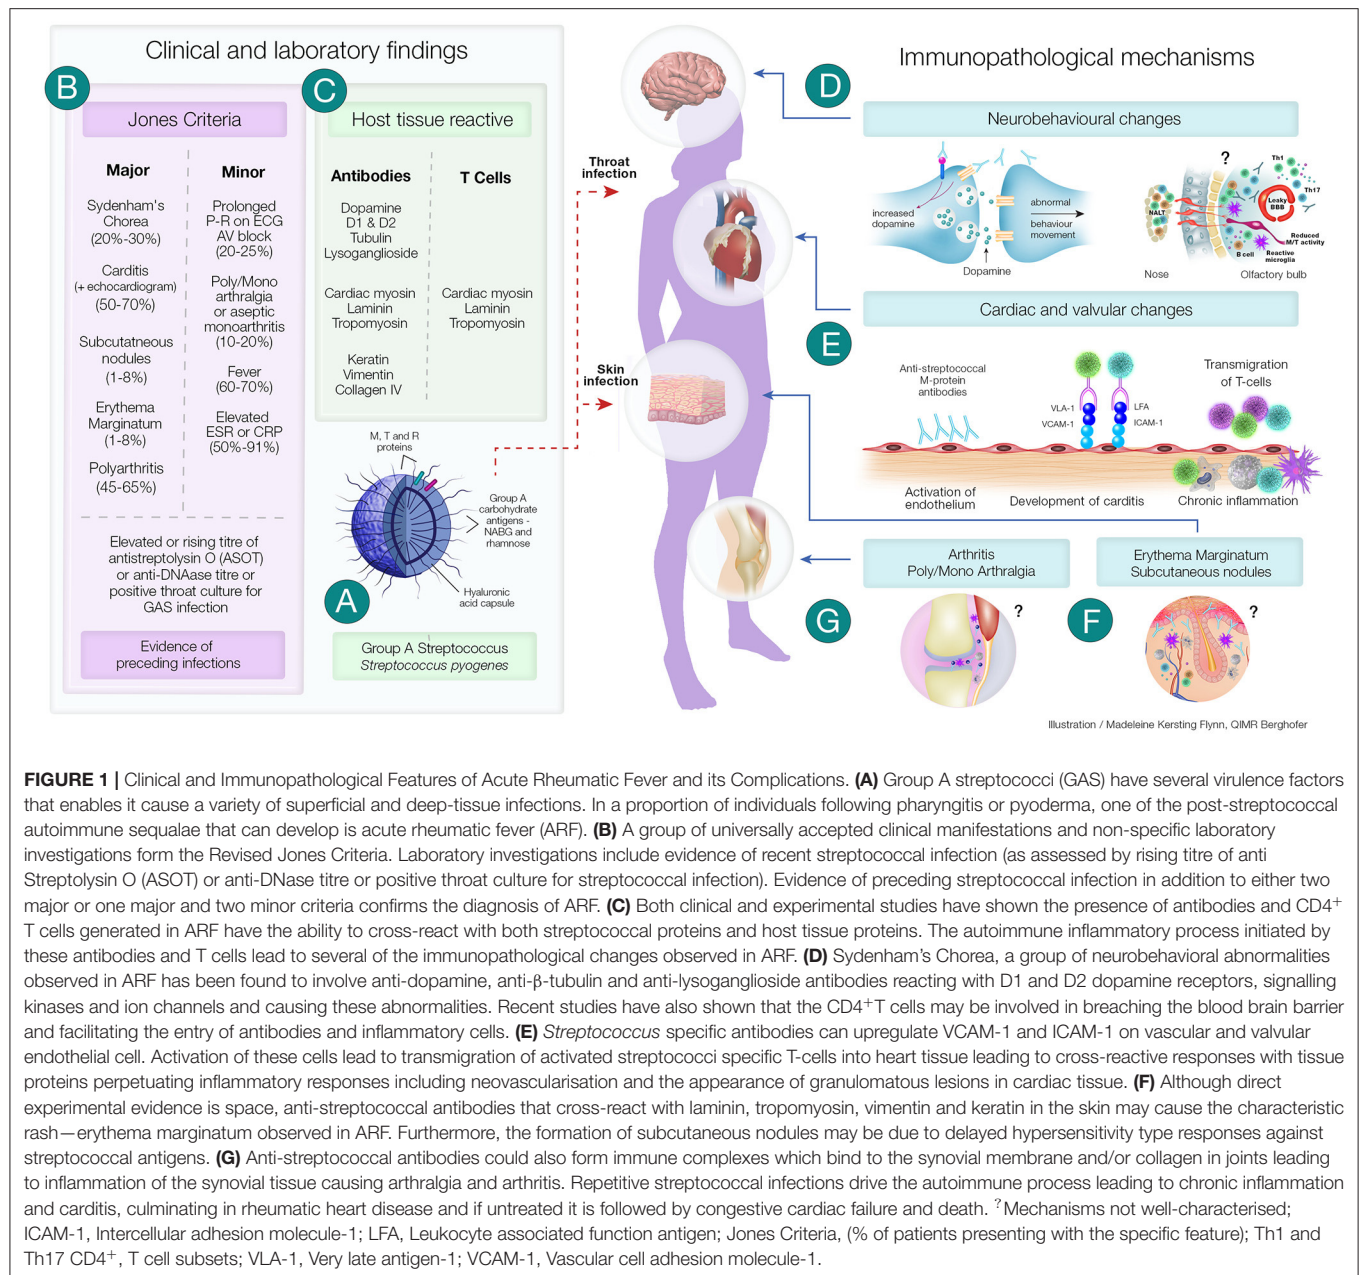 Clinical and laboratory findings
B
Jones Criteria
Major
Sydenham's
Chorea
(20%-30%)
Carditis
(+ echocardiogram)
(50-70%)
Subcutatneous
nodules
(1-8%)
Erythema
Marginatum
(1-8%)
Polyarthritis
(45-65%)
Minor
Prolonged
P-R on ECG
AV block
(20-25%)
Poly/Mono
arthralgia
or aseptic
monoarthritis
(10-20%)
Fever
(60-70%)
Elevated
ESR or CRP
(50%-91%)
Elevated or rising titre of
antistreptolysin O (ASOT)
or anti-DNAase titre or
positive throat culture for
GAS infection
Evidence of
preceding infections
C
Host tissue reactive
Antibodies
Dopamine
D1 & D2
Tubulin
Lysoganglioside
Cardiac myosin
Laminin
Tropomyosin
Keratin
Vimentin
Collagen IV
T Cells
Cardiac myosin
Laminin
Tropomyosin
M, T and R
proteins
Group A
carbohydrate
antigens -
NABG and
rhamnose
Hyaluronic
acid capsule
A
Group A Streptococcus
Streptococcus pyogenes
Throat
infection
Skin
infection
Immunopathological mechanisms
D
Neurobehavioural changes
increased
dopamine
Dopamine
abnormal
behaviour
movement
?
Th1
Th17
NALT
Leaky
BBB
Reduced
M/T activity
B cell
Reactive
microglia
Nose
Olfactory bulb
Cardiac and valvular changes
E
Anti-streptococcal
M-protein
antibodies
VLA-1
VCAM-1
LFA
ICAM-1
Transmigration
of T-cells
Activation of
endothelium
Development of carditis
Chronic inflammation
Arthritis
Poly/Mono Arthralgia
G
?
Erythema Marginatum
Subcutaneous nodules
F
?
Illustration / Madeleine Kersting Flynn, QIMR Berghofer
FIGURE 1 | Clinical and Immunopathological Features of Acute Rheumatic Fever and its Complications. (A) Group A streptococci (GAS) have several virulence factors
that enables it cause a variety of superficial and deep-tissue infections. In a proportion of individuals following pharyngitis or pyoderma, one of the post-streptococcal
autoimmune sequalae that can develop is acute rheumatic fever (ARF). (B) A group of universally accepted clinical manifestations and non-specific laboratory
investigations form the Revised Jones Criteria. Laboratory investigations include evidence of recent streptococcal infection (as assessed by rising titre of anti
Streptolysin O (ASOT) or anti-DNase titre or positive throat culture for streptococcal infection). Evidence of preceding streptococcal infection in addition to either two
major or one major and two minor criteria confirms the diagnosis of ARF. (C) Both clinical and experimental studies have shown the presence of antibodies and CD4+
T cells generated in ARF have the ability to cross-react with both streptococcal proteins and host tissue proteins. The autoimmune inflammatory process initiated by
these antibodies and T cells lead to several of the immunopathological changes observed in ARF. (D) Sydenham's Chorea, a group of neurobehavioral abnormalities
observed in ARF has been found to involve anti-dopamine, anti-β-tubulin and anti-lysoganglioside antibodies reacting with D1 and D2 dopamine receptors, signalling
kinases and ion channels and causing these abnormalities. Recent studies have also shown that the CD4+T cells may be involved in breaching the blood brain barrier
and facilitating the entry of antibodies and inflammatory cells. (E) Streptococcus specific antibodies can upregulate VCAM-1 and ICAM-1 on vascular and valvular
endothelial cell. Activation of these cells lead to transmigration of activated streptococci specific T-cells into heart tissue leading to cross-reactive responses with tissue
proteins perpetuating inflammatory responses including neovascularisation and the appearance of granulomatous lesions in cardiac tissue. (F) Although direct
experimental evidence is space, anti-streptococcal antibodies that cross-react with laminin, tropomyosin, vimentin and keratin in the skin may cause the characteristic
rash—erythema marginatum observed in ARF. Furthermore, the formation of subcutaneous nodules may be due to delayed hypersensitivity type responses against
streptococcal antigens. (G) Anti-streptococcal antibodies could also form immune complexes which bind to the synovial membrane and/or collagen in joints leading
to inflammation of the synovial tissue causing arthralgia and arthritis. Repetitive streptococcal infections drive the autoimmune process leading to chronic inflammation
and carditis, culminating in rheumatic heart disease and if untreated it is followed by congestive cardiac failure and death. ?Mechanisms not well-characterised;
ICAM-1, Intercellular adhesion molecule-1; LFA, Leukocyte associated function antigen; Jones Criteria, (% of patients presenting with the specific feature); Th1 and
Th17 CD4+, T cell subsets; VLA-1, Very late antigen-1; VCAM-1, Vascular cell adhesion molecule-1.